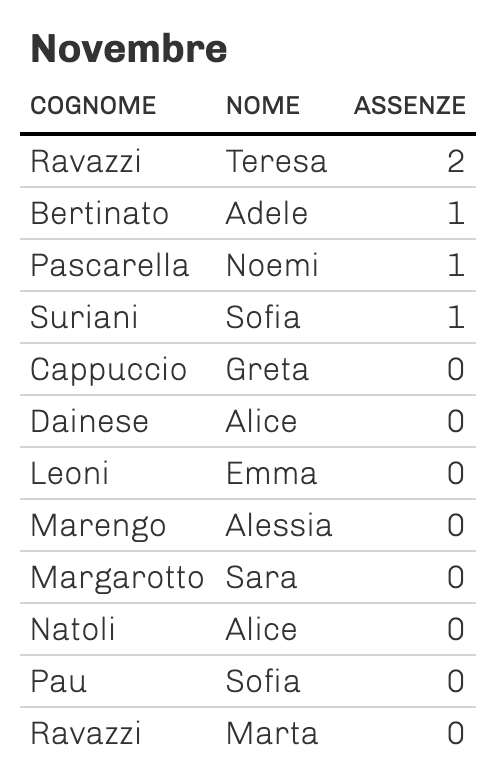 Novembre
COGNOME NOME ASSENZE
Ravazzi Teresa 2
Bertinato Adele 1
Pascarella Noemi 1
Suriani Sofia 1
Cappuccio Greta 0
Dainese Alice 0
Leoni Emma 0
Marengo Alessia 0
Margarotto Sara 0
Natoli Alice 0
Pau Sofia 0
Ravazzi Marta 0